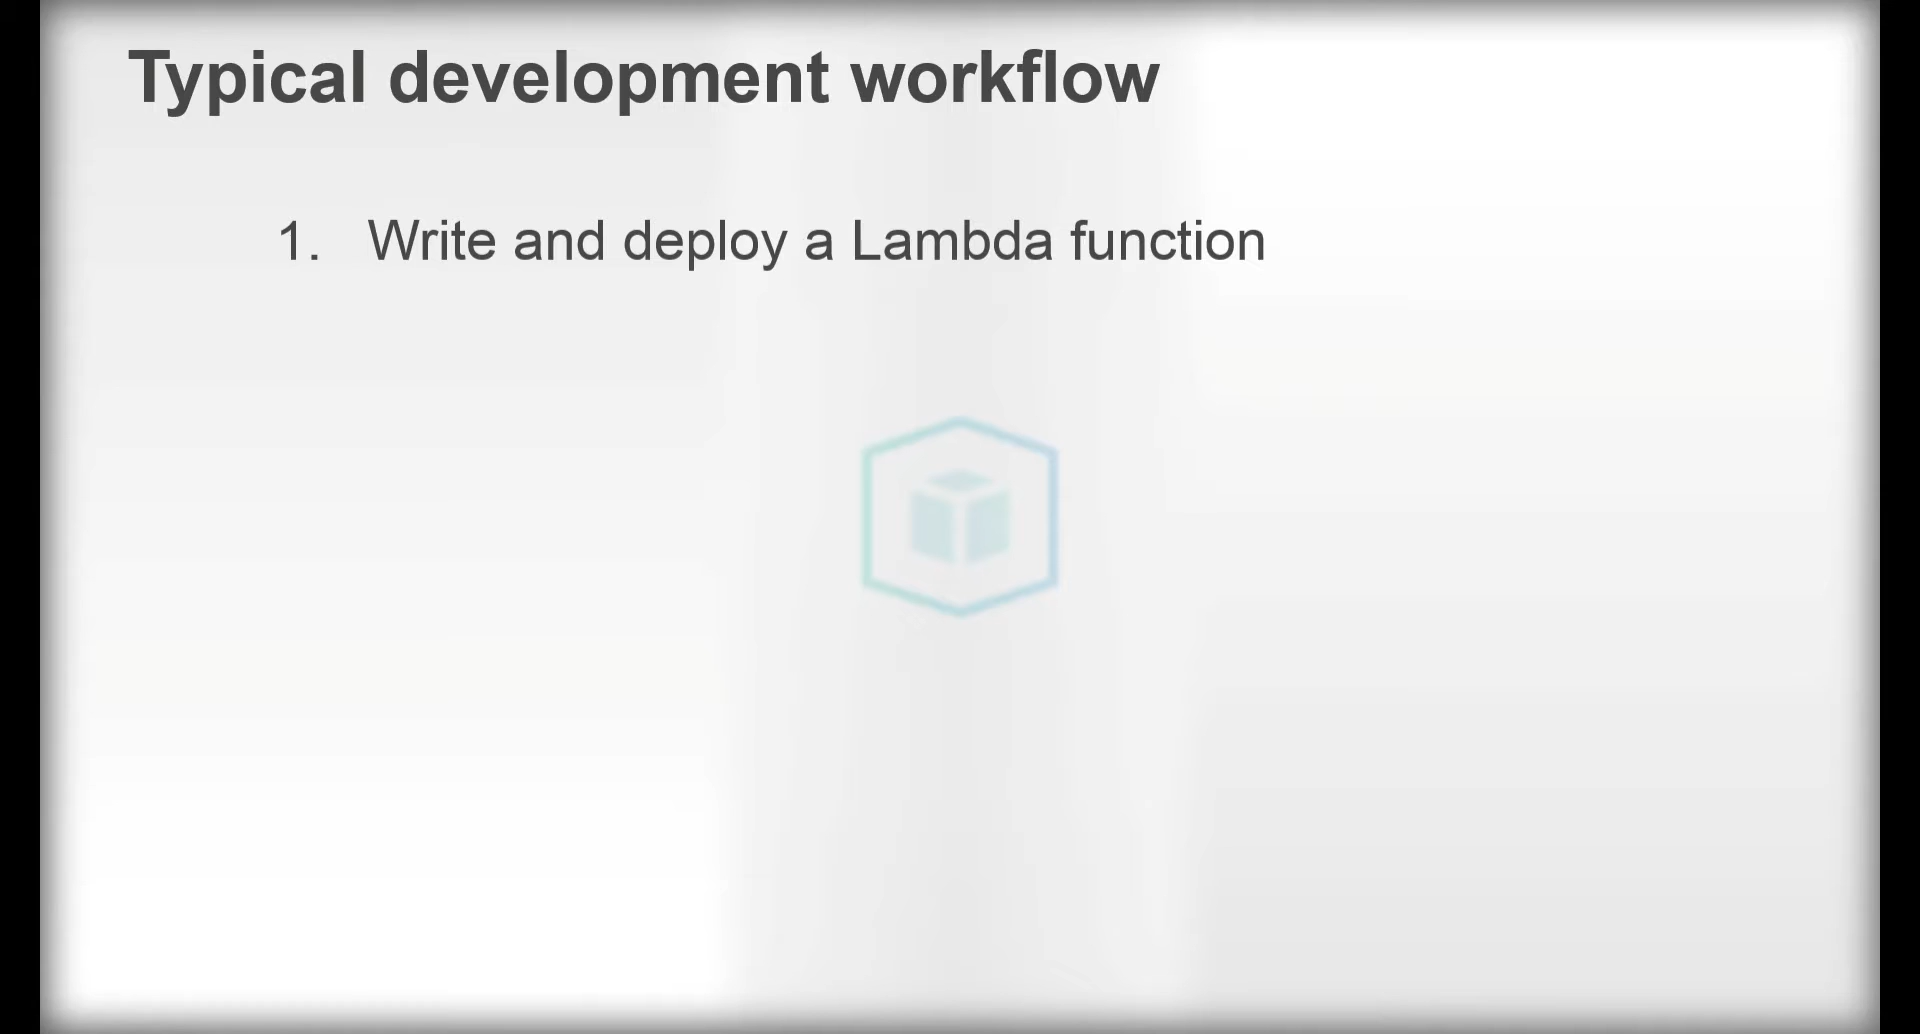 Typical development workflow
1. Write and deploy a Lambda function